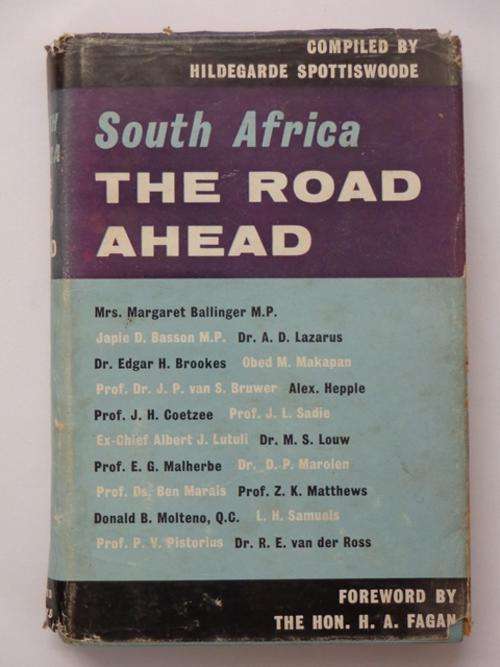 COMPILED BY
HILDEGARDE SPOTTISWOODE
South Africa
THE ROAD
AHEAD
Mrs. Margaret Ballinger M.P.
Japie D. Basson M.P. Dr. A. D. Lazarus
Dr. Edgar H. Brookes Obed M. Makapan
Prof. Dr. J. P. van S. Bruwer Alex. Hepple
Prof. J. H. Coetzee Prof. J. L. Sadie
Ex-Chief Albert J. Lutuli Dr. M. S. Louw
Prof. E. G. Malherbe Dr. D. P. Marolen
Prof. Ds. Ben Marais Prof. Z. K. Matthews
Donald B. Molteno, Q.C. L. H. Samuels
Prof. P. V. Pistorius Dr. R. E. van der Ross
FOREWORD BY
THE HON. H. A. FAGAN